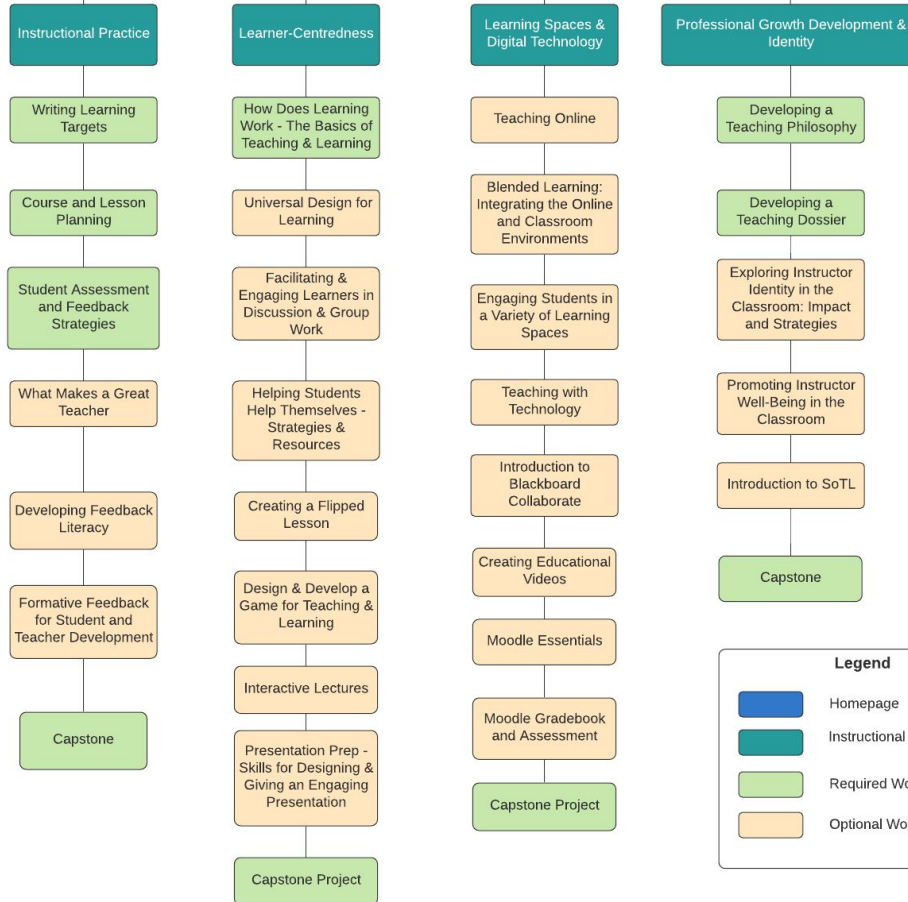 Instructional Practice
Writing Learning
Targets
Course and Lesson
Planning
Student Assessment
and Feedback
Strategies
What Makes a Great
Teacher
Developing Feedback
Literacy
Formative Feedback
for Student and
Teacher Development
Capstone
Learner-Centredness
How Does Learning
Work - The Basics of
Teaching & Learning
Universal Design for
Learning
Facilitating &
Engaging Learners in
Discussion & Group
Work
Helping Students
Help Themselves -
Strategies &
Resources
Creating a Flipped
Lesson
Design & Develop a
Game for Teaching &
Learning
Interactive Lectures
Presentation Prep -
Skills for Designing &
Giving an Engaging
Presentation
Capstone Project
Learning Spaces &
Digital Technology
Teaching Online
Blended Learning:
Integrating the Online
and Classroom
Environments
Engaging Students in
a Variety of Learning
Spaces
Teaching with
Technology
Introduction to
Blackboard
Collaborate
Creating Educational
Videos
Moodle Essentials
Moodle Gradebook
and Assessment
Capstone Project
Professional Growth Development &
Identity
Developing a
Teaching Philosophy
Developing a
Teaching Dossier
Exploring Instructor
Identity in the
Classroom: Impact
and Strategies
Promoting Instructor
Well-Being in the
Classroom
Introduction to SoTL
Capstone
Legend
Homepage
Instructional
Required Wo
Optional Wo